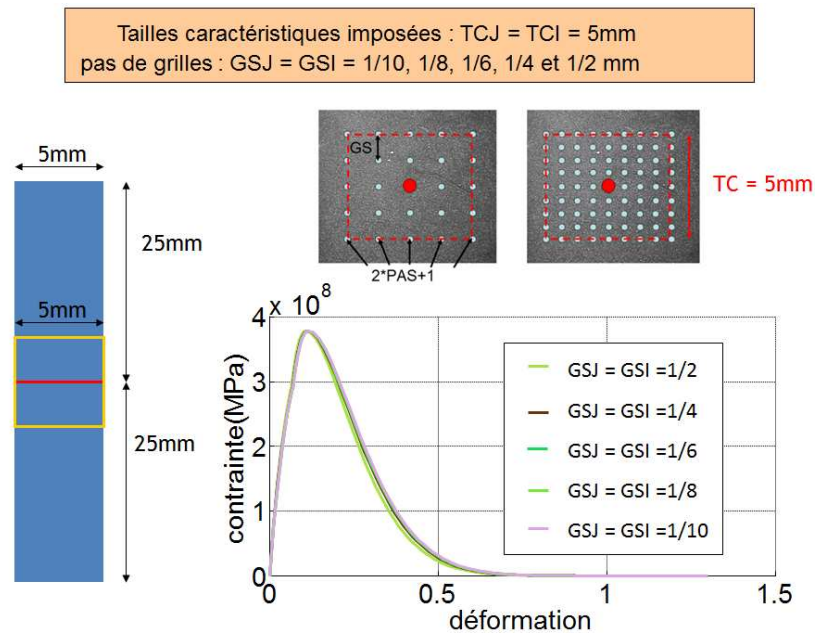 Tailles caractéristiques imposées : TCJ = TCI = 5mm
pas de grilles : GSJ = GSI = 1/10, 1/8, 1/6, 1/4 et 1/2 mm
5mm
25mm
5mm
25mm
GS
2*PAS+1
TC = 5mm
x 10^8
4
3
2
1
0
0
0.5
1
1.5
contrainte(MPa)
déformation
GSJ = GSI =1/2
GSJ = GSI =1/4
GSJ = GSI =1/6
GSJ = GSI =1/8
GSJ = GSI =1/10